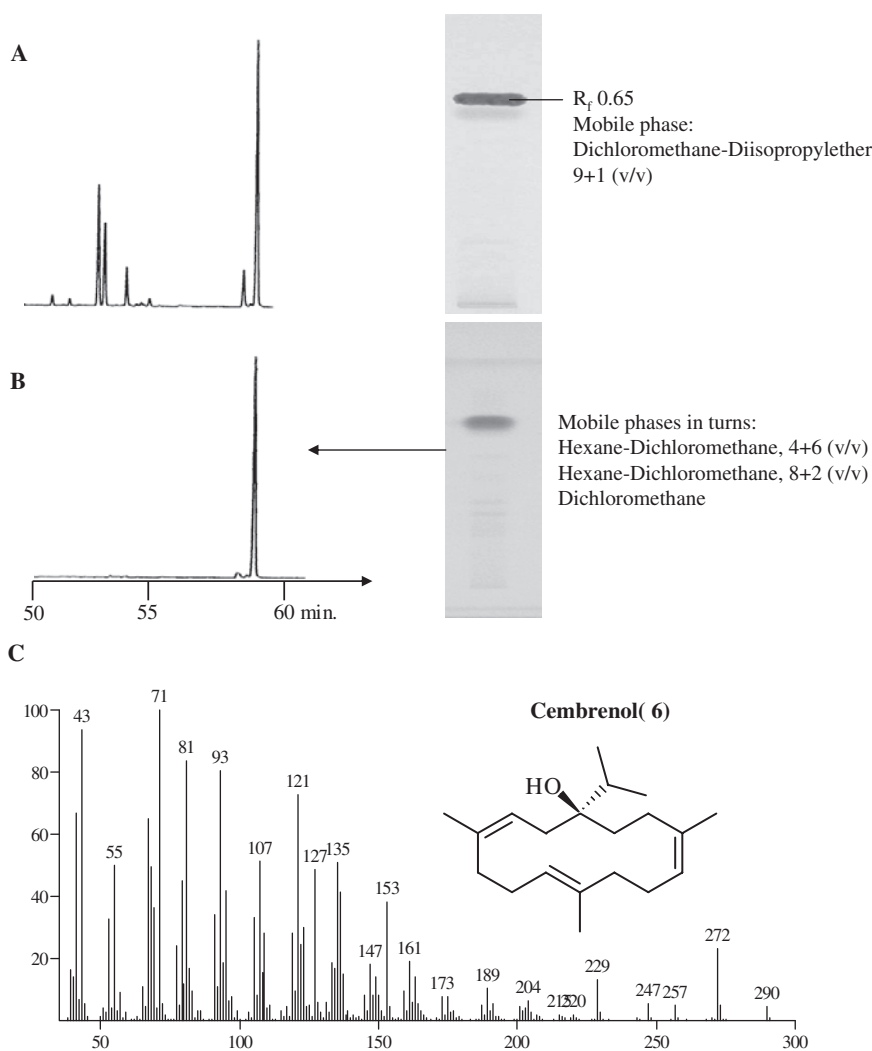 A
R_f 0.65
Mobile phase:
Dichloromethane-Diisopropylether
9+1 (v/v)
B
Mobile phases in turns:
Hexane-Dichloromethane, 4+6 (v/v)
Hexane-Dichloromethane, 8+2 (v/v)
Dichloromethane
50 55 60 min.
C
Cembrenol( 6)
HO
100
80
60
40
20
43
55
71
81
93
107
121
127
135
147
153
161
173
189
204
229
247
257
272
290
50 100 150 200 250 300